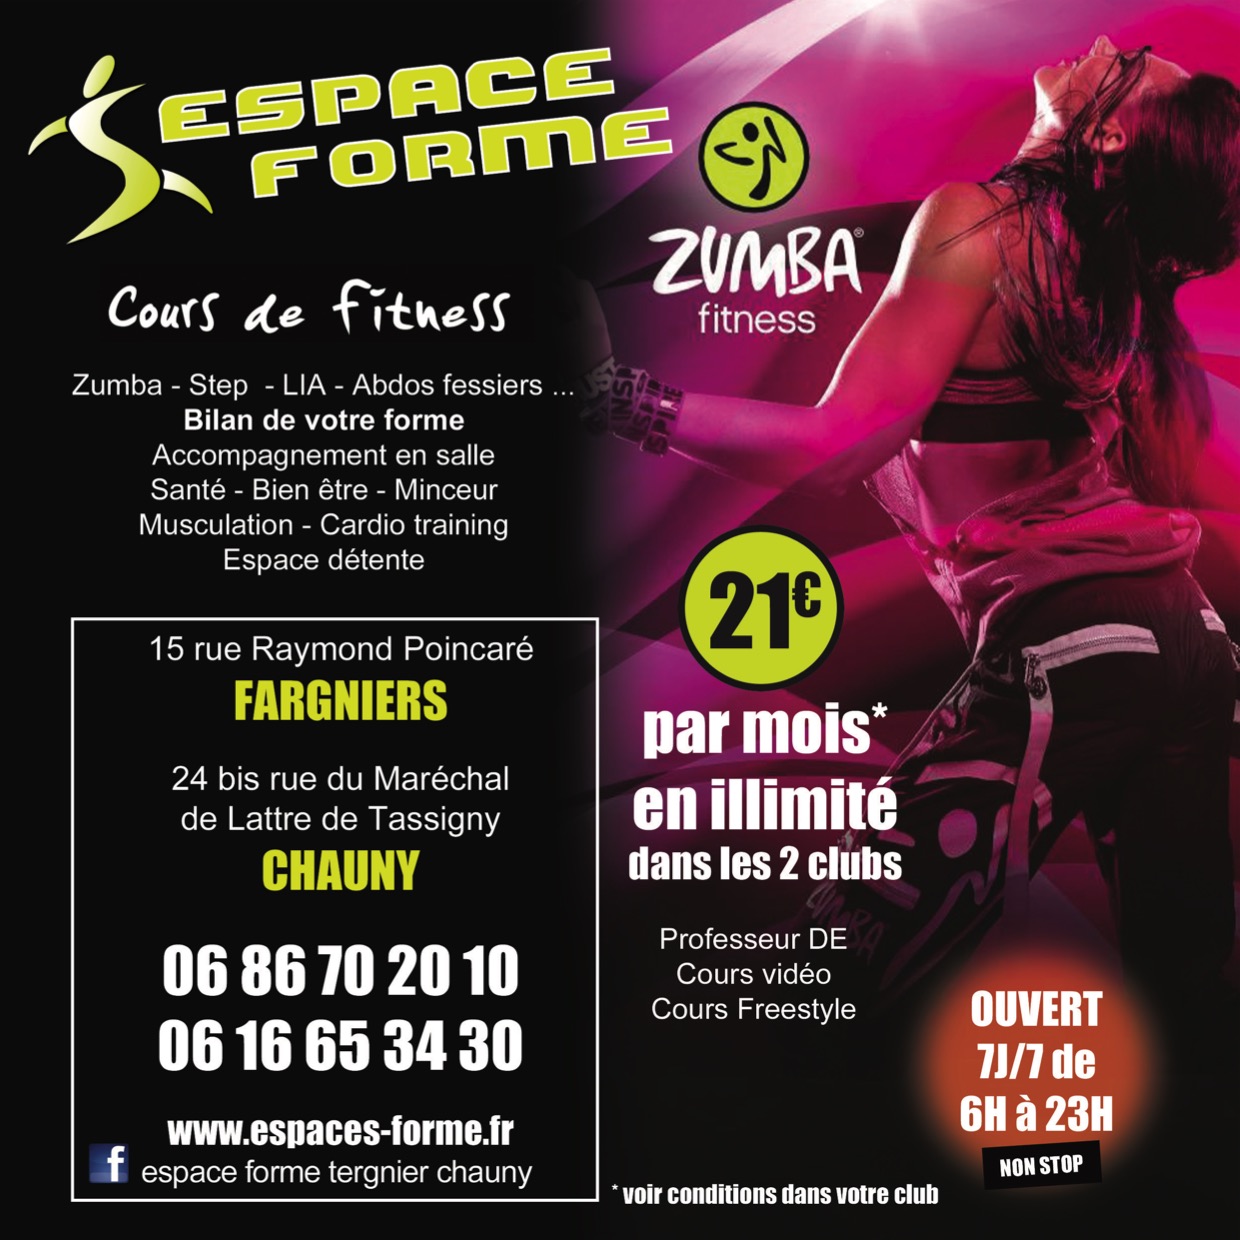 ESPACE
FORME
ZUMBA®
fitness
Cours de fitness
Zumba - Step - LIA - Abdos fessiers ...
Bilan de votre forme
Accompagnement en salle
Santé - Bien être - Minceur
Musculation - Cardio training
Espace détente
15 rue Raymond Poincaré
FARGNIERS
24 bis rue du Maréchal
de Lattre de Tassigny
CHAUNY
06 86 70 20 10
06 16 65 34 30
www.espaces-forme.fr
f espace forme tergnier chauny
21€
par mois*
en illimité
dans les 2 clubs
Professeur DE
Cours vidéo
Cours Freestyle
OUVERT
7J/7 de
6H à 23H
NON STOP
* voir conditions dans votre club